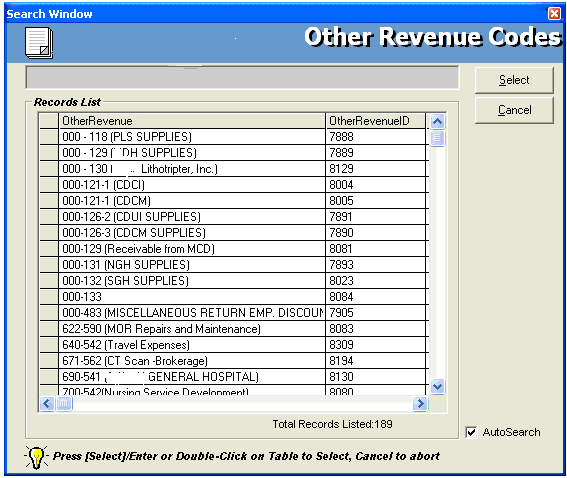 Search Window
Other Revenue Codes
Select
Cancel
Records List
OtherRevenue OtherRevenueID
000 - 118 (PLS SUPPLIES) 7888
000 - 129 ( DH SUPPLIES) 7889
000 - 130 Lithotripter, Inc.) 8129
000-121-1 (CDCI) 8004
000-121-1 (CDCM) 8005
000-126-2 (CDUI SUPPLIES) 7891
000-126-3 (CDCM SUPPLIES) 7890
000-129 (Receivable from MCD) 8081
000-131 (NGH SUPPLIES) 7893
000-132 (SGH SUPPLIES) 8023
000-133 8084
000-483 (MISCELLANEOUS RETURN EMP. DISCOUN 7905
622-590 (MOR Repairs and Maintenance) 8083
640-542 (Travel Expenses) 8309
671-562 (CT Scan -Brokerage) 8194
690-541 GENERAL HOSPITAL) 8130
700-542(Nursing Service Development) 8080
Total Records Listed:189
AutoSearch
Press [Select]/Enter or Double-Click on Table to Select, Cancel to abort